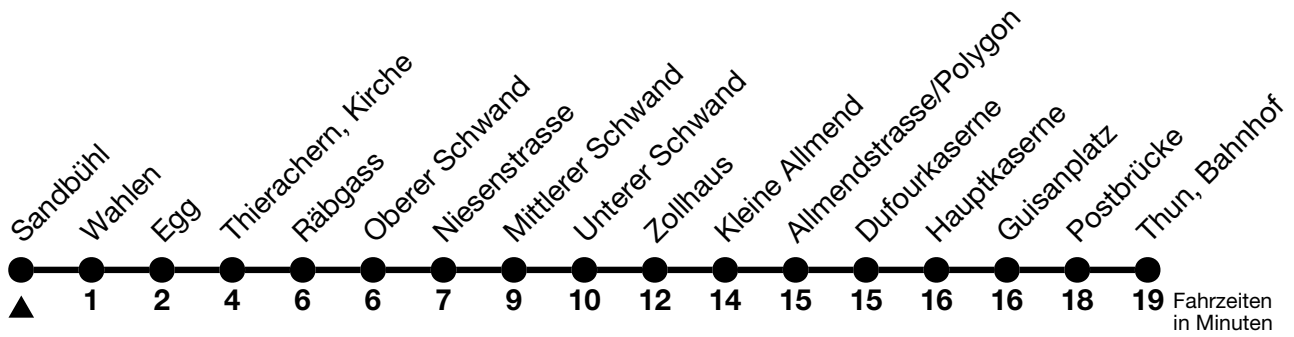 Sandbühl
Wahlen
Egg
Thierachern, Kirche
Räbgass
Oberer Schwand
Niesenstrasse
Mittlerer Schwand
Unterer Schwand
Zollhaus
Kleine Allmend
Allmendstrasse/Polygon
Dufourkaserne
Hauptkaserne
Guisanplatz
Postbrücke
Thun, Bahnhof
1 2 4 6 6 7 9 10 12 14 15 15 16 16 18 19 Fahrzeiten
in Minuten